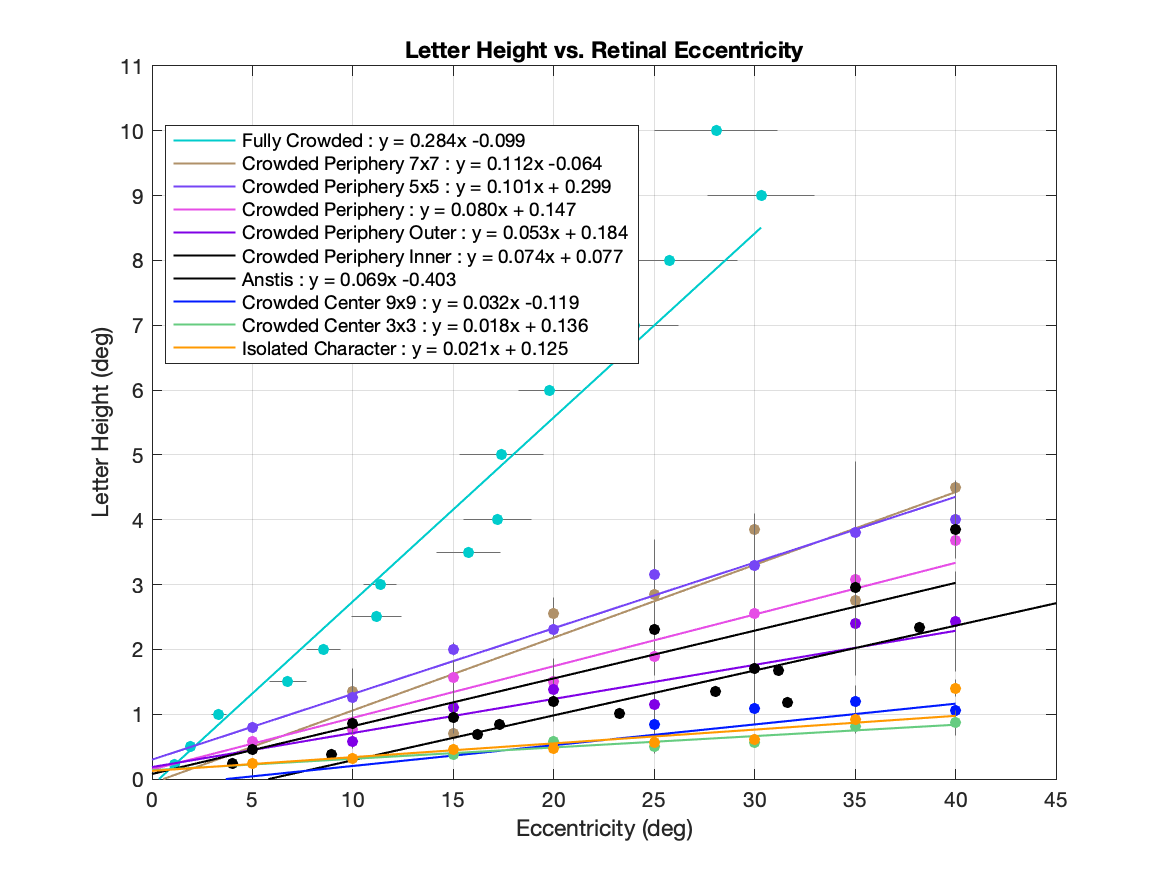 Letter Height vs. Retinal Eccentricity
11
10
9
8
7
6
5
4
3
2
1
0
Letter Height (deg)
Fully Crowded : y = 0.284x -0.099
Crowded Periphery 7x7 : y = 0.112x -0.064
Crowded Periphery 5x5 : y = 0.101x + 0.299
Crowded Periphery : y = 0.080x + 0.147
Crowded Periphery Outer : y = 0.053x + 0.184
Crowded Periphery Inner : y = 0.074x + 0.077
Anstis : y = 0.069x -0.403
Crowded Center 9x9 : y = 0.032x -0.119
Crowded Center 3x3 : y = 0.018x + 0.136
Isolated Character : y = 0.021x + 0.125
0 5 10 15 20 25 30 35 40 45
Eccentricity (deg)